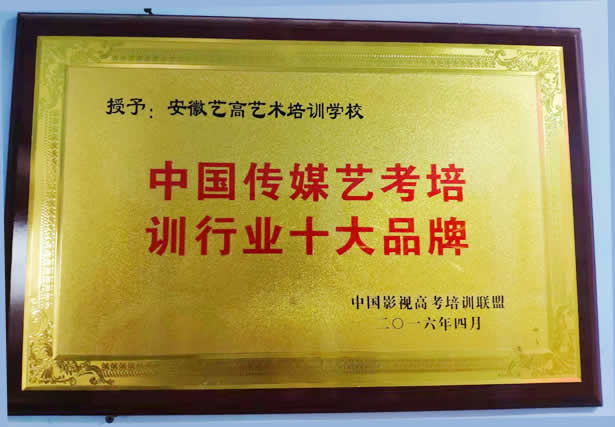 授予：安徽艺高艺术培训学校
中国传媒艺考培
训行业十大品牌
中国影视高考培训联盟
二〇一六年四月